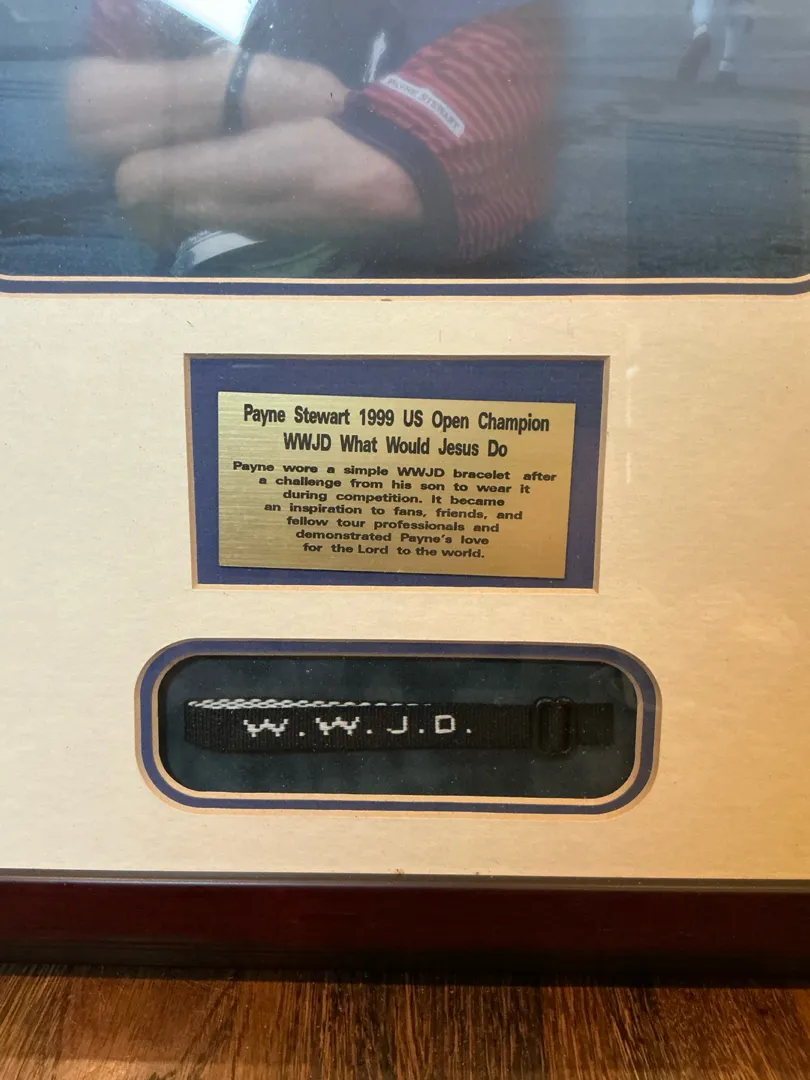 PAYNE STEWART
Payne Stewart 1999 US Open Champion
WWJD What Would Jesus Do
Payne wore a simple WWJD bracelet after
a challenge from his son to wear it
during competition. It became
an inspiration to fans, friends, and
fellow tour professionals and
demonstrated Payne's love
for the Lord to the world.
W.W.J.D.